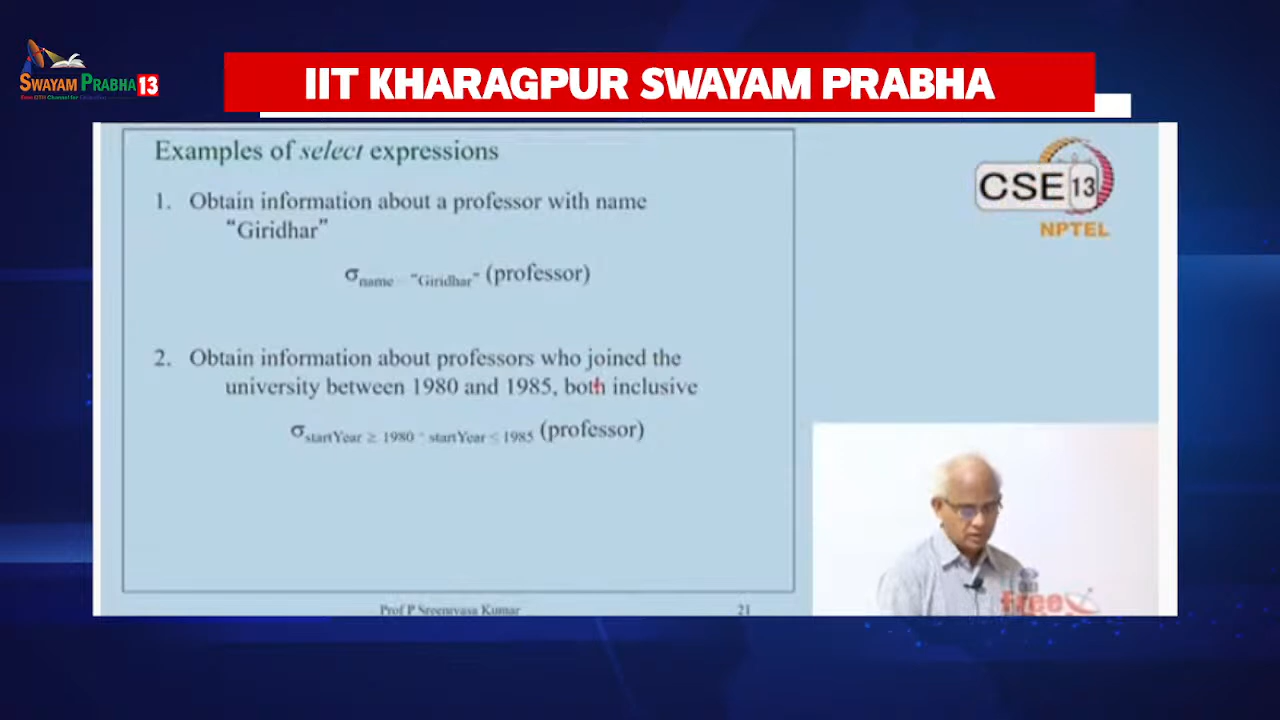 SWAYAM PRABHA 13
IIT KHARAGPUR SWAYAM PRABHA
Examples of select expressions
CSE 13
NPTEL
1. Obtain information about a professor with name
“Giridhar”
σname = “Giridhar” (professor)
2. Obtain information about professors who joined the
university between 1980 and 1985, both inclusive
σstartYear ≥ 1980 ^ startYear ≤ 1985 (professor)
free
Prof P Sreenivasa Kumar
21